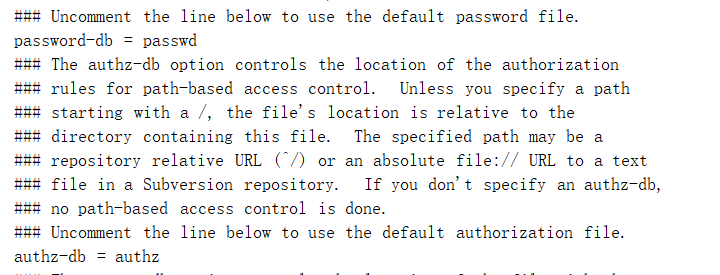 ### Uncomment the line below to use the default password file.
password-db = passwd
### The authz-db option controls the location of the authorization
### rules for path-based access control.  Unless you specify a path
### starting with a /, the file's location is relative to the
### directory containing this file.  The specified path may be a
### repository relative URL (^/) or an absolute file:// URL to a text
### file in a Subversion repository.  If you don't specify an authz-db,
### no path-based access control is done.
### Uncomment the line below to use the default authorization file.
authz-db = authz